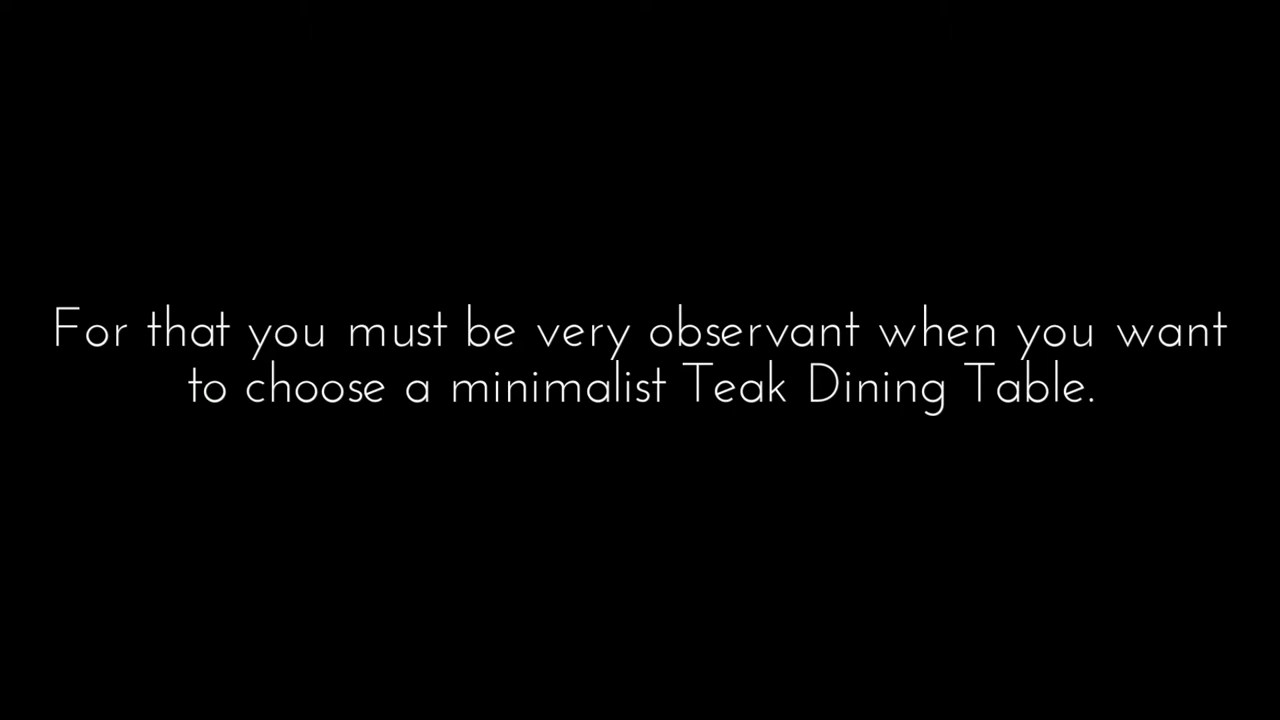 For that you must be very observant when you want
to choose a minimalist Teak Dining Table.